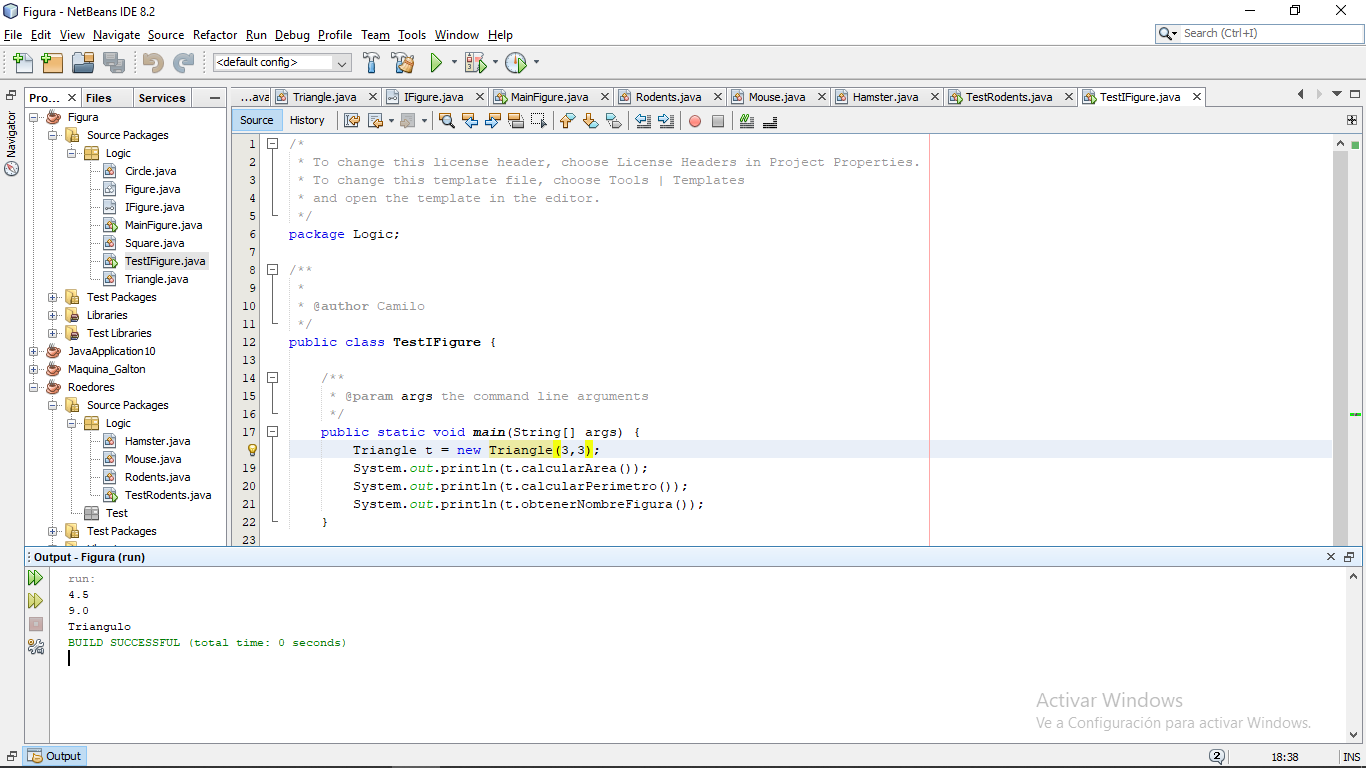 Figura - NetBeans IDE 8.2
File Edit View Navigate Source Refactor Run Debug Profile Team Tools Window Help
Search (Ctrl+I)
<default config>
Pro... Files Services
...ava Triangle.java IFigure.java MainFigure.java Rodents.java Mouse.java Hamster.java TestRodents.java TestIFigure.java
Navigator
Source History
Figura
Source Packages
Logic
Circle.java
Figure.java
IFigure.java
MainFigure.java
Square.java
TestIFigure.java
Triangle.java
Test Packages
Libraries
Test Libraries
JavaApplication10
Maquina_Galton
Roedores
Source Packages
Logic
Hamster.java
Mouse.java
Rodents.java
TestRodents.java
Test
Test Packages
1 /*
2  * To change this license header, choose License Headers in Project Properties.
3  * To change this template file, choose Tools | Templates
4  * and open the template in the editor.
5  */
6 package Logic;
7
8 /**
9  *
10  * @author Camilo
11  */
12 public class TestIFigure {
13
14     /**
15      * @param args the command line arguments
16      */
17     public static void main(String[] args) {
        Triangle t = new Triangle(3,3);
19         System.out.println(t.calcularArea());
20         System.out.println(t.calcularPerimetro());
21         System.out.println(t.obtenerNombreFigura());
22     }
23
Output - Figura (run)
run:
4.5
9.0
Triangulo
BUILD SUCCESSFUL (total time: 0 seconds)
Activar Windows
Ve a Configuración para activar Windows.
Output
2
18:38
INS